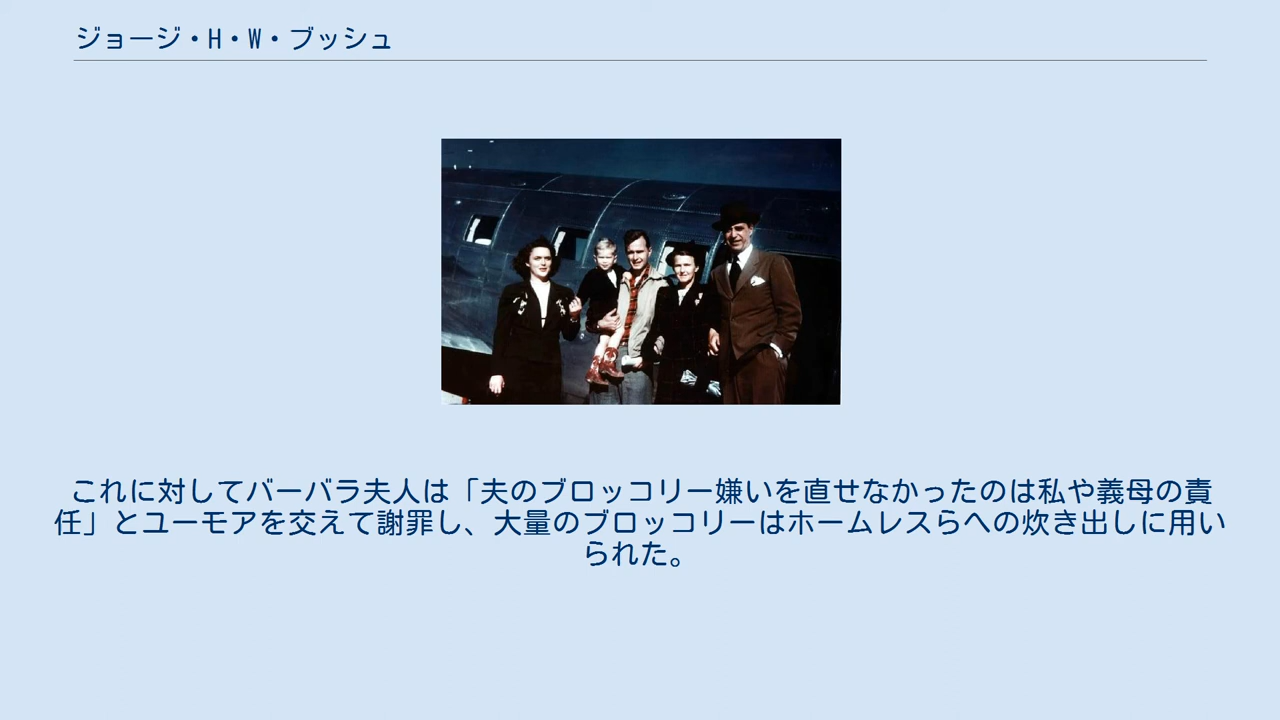 ジョージ・H・W・ブッシュ
これに対してバーバラ夫人は「夫のブロッコリー嫌いを直せなかったのは私や義母の責
任」とユーモアを交えて謝罪し、大量のブロッコリーはホームレスらへの炊き出しに用い
られた。